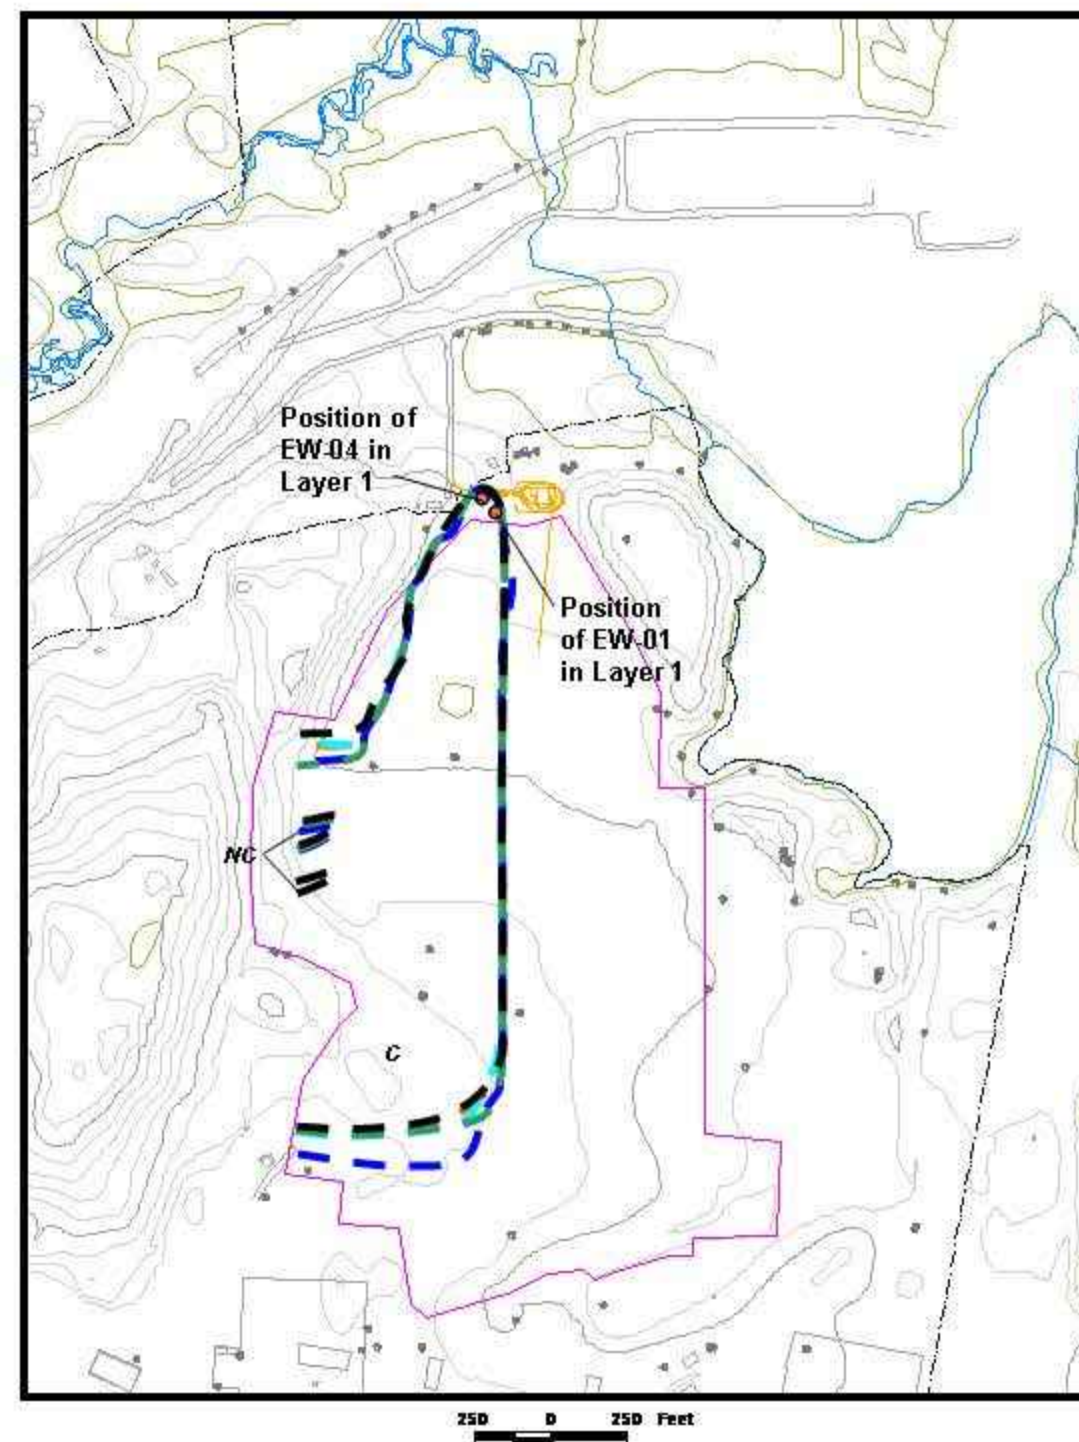 Position of
EW-04 in
Layer 1
Position
of EW-01
in Layer 1
NC
C
250 0 250 Feet